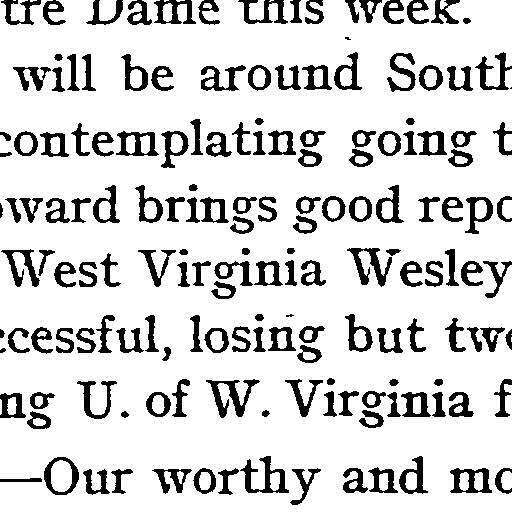 tre Dame this week.
will be around South
contemplating going t
oward brings good repo
West Virginia Wesley
ccessful, losing but two
ng U. of W. Virginia f
—Our worthy and mo